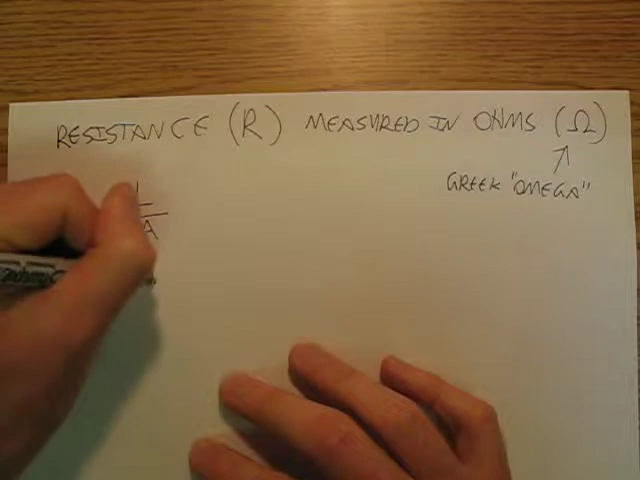 RESISTANCE (R) MEASURED IN OHMS (Ω)
GREEK "OMEGA"
L
A